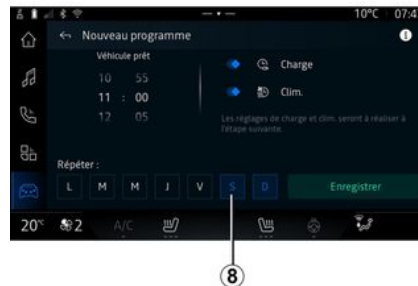 10°C 07:4
Nouveau programme
Véhicule prêt
10 55
11 : 00
12 05
Charge
Clim.
Les réglages de charge et clim. seront à réaliser à
l'étape suivante.
Répéter :
L M M J V S D
Enregistrer
20°C 2 A/C
8